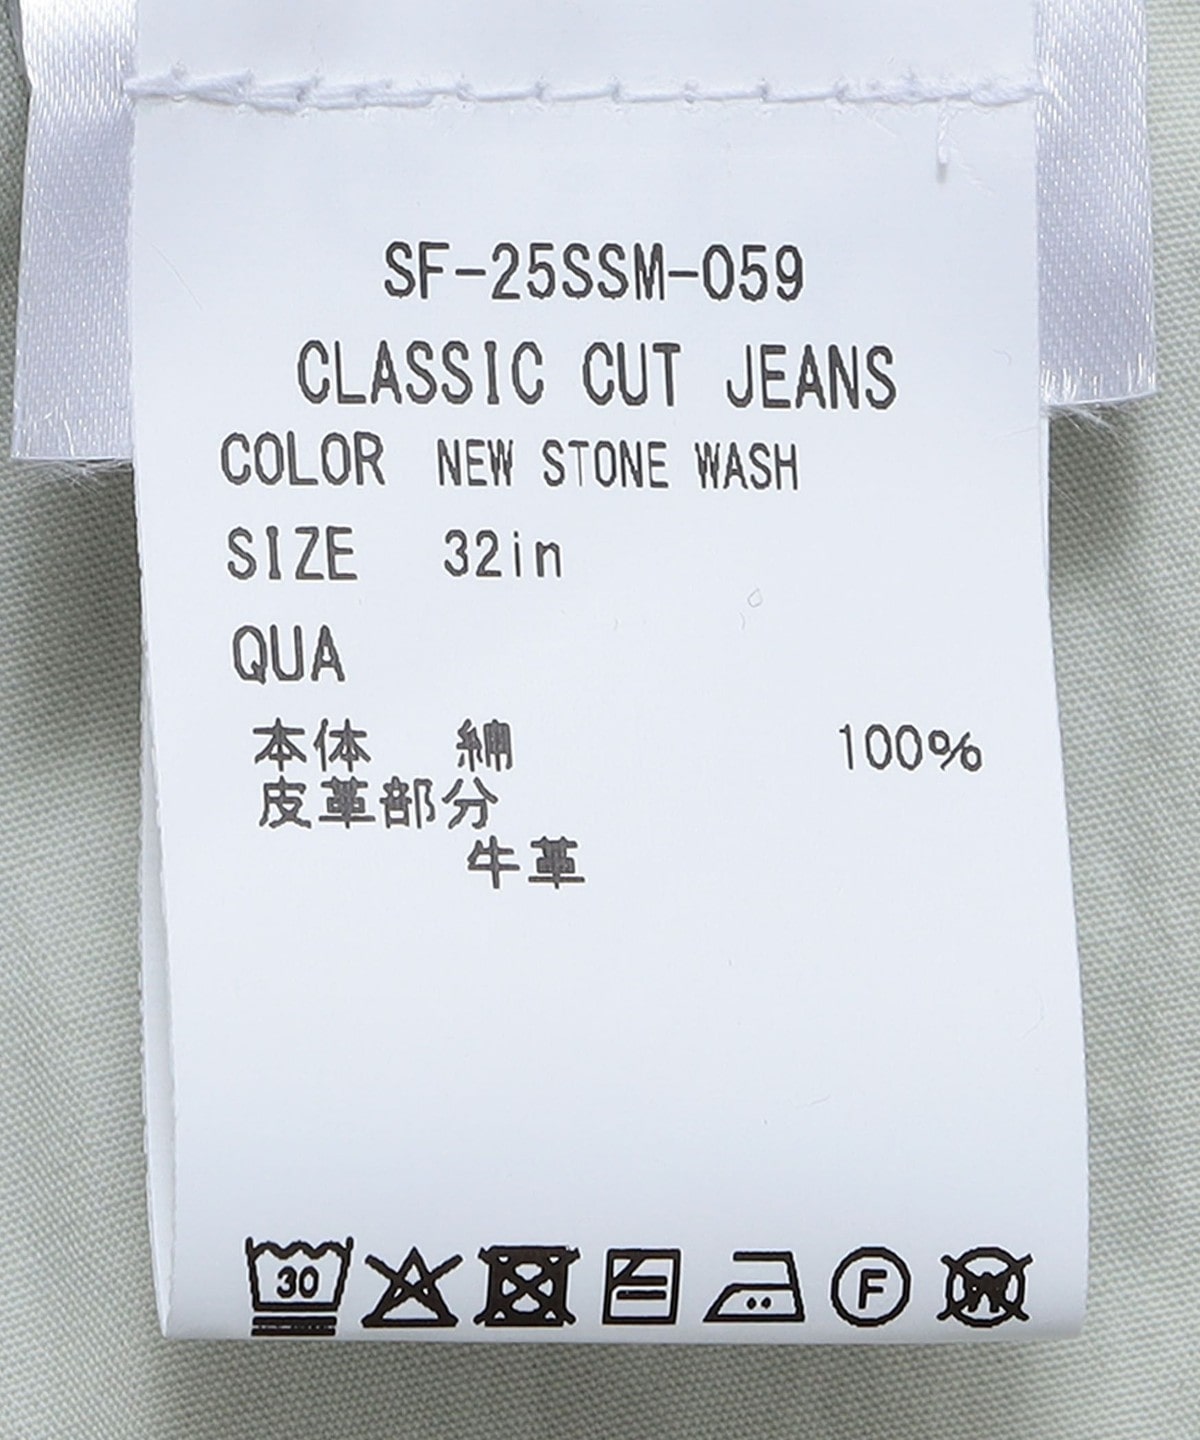 SF-25SSM-059
CLASSIC CUT JEANS
COLOR NEW STONE WASH
SIZE 32in
QUA
本体 綿 100%
皮革部分
牛革
30 F W